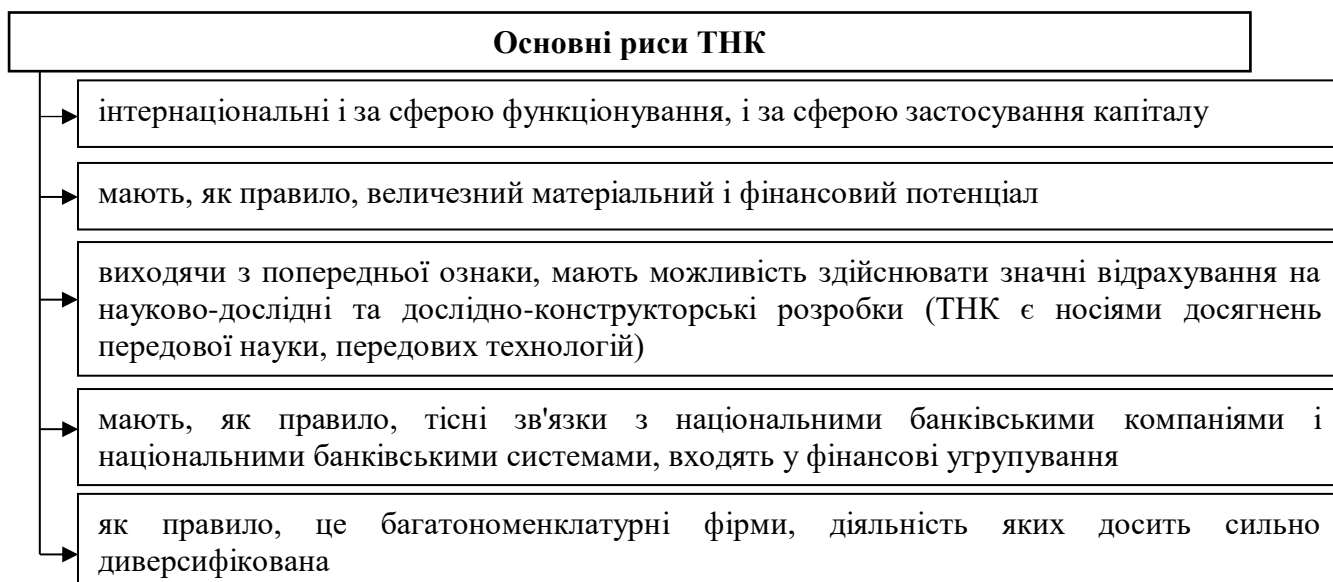 Основні риси ТНК
інтернаціональні і за сферою функціонування, і за сферою застосування капіталу
мають, як правило, величезний матеріальний і фінансовий потенціал
виходячи з попередньої ознаки, мають можливість здійснювати значні відрахування на
науково-дослідні та дослідно-конструкторські розробки (ТНК є носіями досягнень
передової науки, передових технологій)
мають, як правило, тісні зв'язки з національними банківськими компаніями і
національними банківськими системами, входять у фінансові угрупування
як правило, це багатономенклатурні фірми, діяльність яких досить сильно
диверсифікована